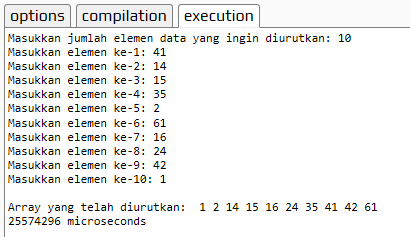 options compilation execution
Masukkan jumlah elemen data yang ingin diurutkan: 10
Masukkan elemen ke-1: 41
Masukkan elemen ke-2: 14
Masukkan elemen ke-3: 15
Masukkan elemen ke-4: 35
Masukkan elemen ke-5: 2
Masukkan elemen ke-6: 61
Masukkan elemen ke-7: 16
Masukkan elemen ke-8: 24
Masukkan elemen ke-9: 42
Masukkan elemen ke-10: 1
Array yang telah diurutkan:  1 2 14 15 16 24 35 41 42 61
25574296 microseconds